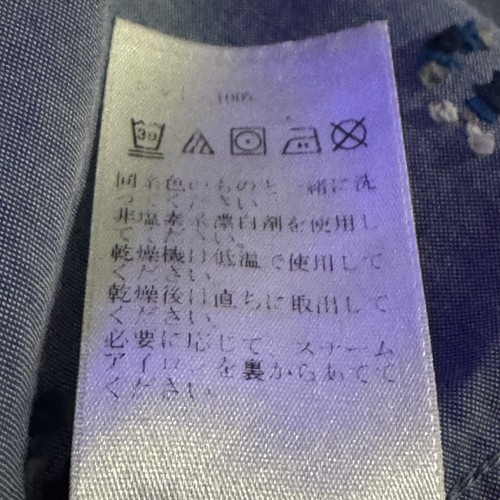 100%
30
同系色のものと一緒に洗
ってください。
非塩素系漂白剤を使用し
てください。
乾燥機は低温で使用して
ください。
乾燥後は直ちに取出して
ください。
必要に応じて、スチーム
アイロンを裏からあてて
ください。